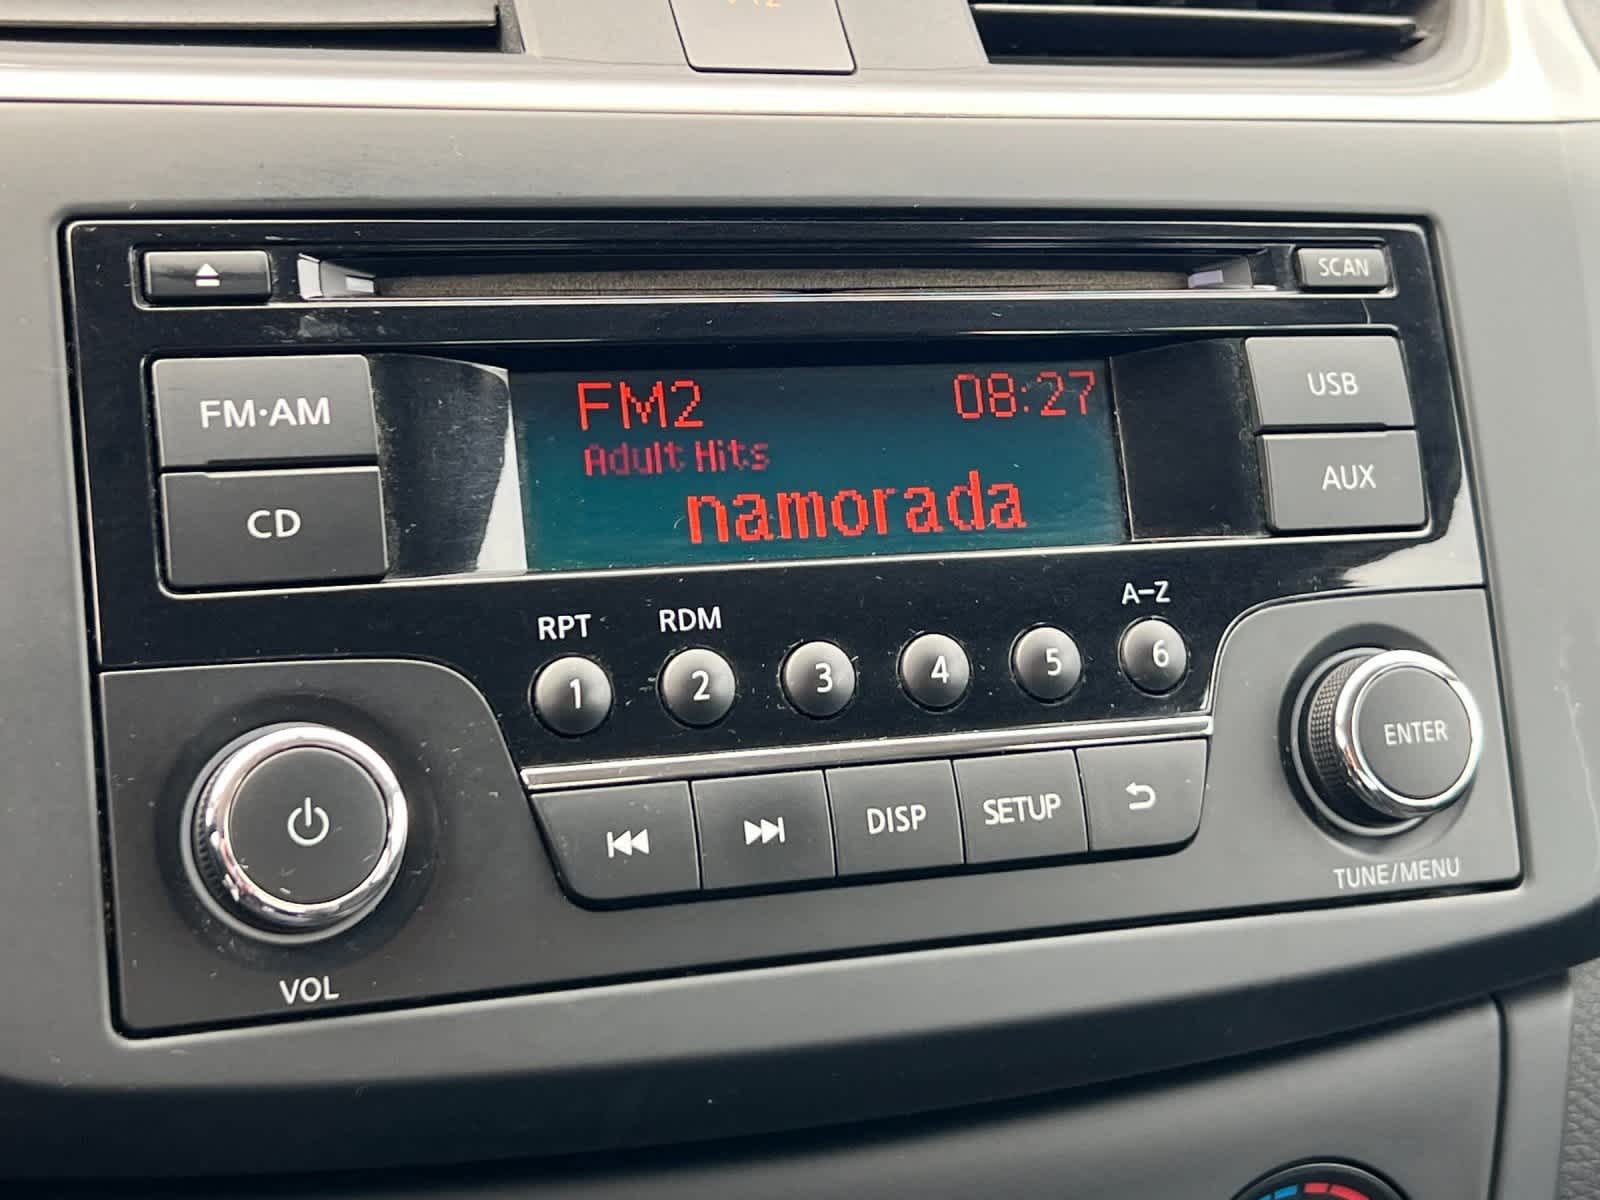 SCAN
FM·AM
CD
FM2 08:27
Adult Hits
namorada
USB
AUX
RPT RDM A–Z
1 2 3 4 5 6
DISP SETUP
ENTER
TUNE/MENU
VOL